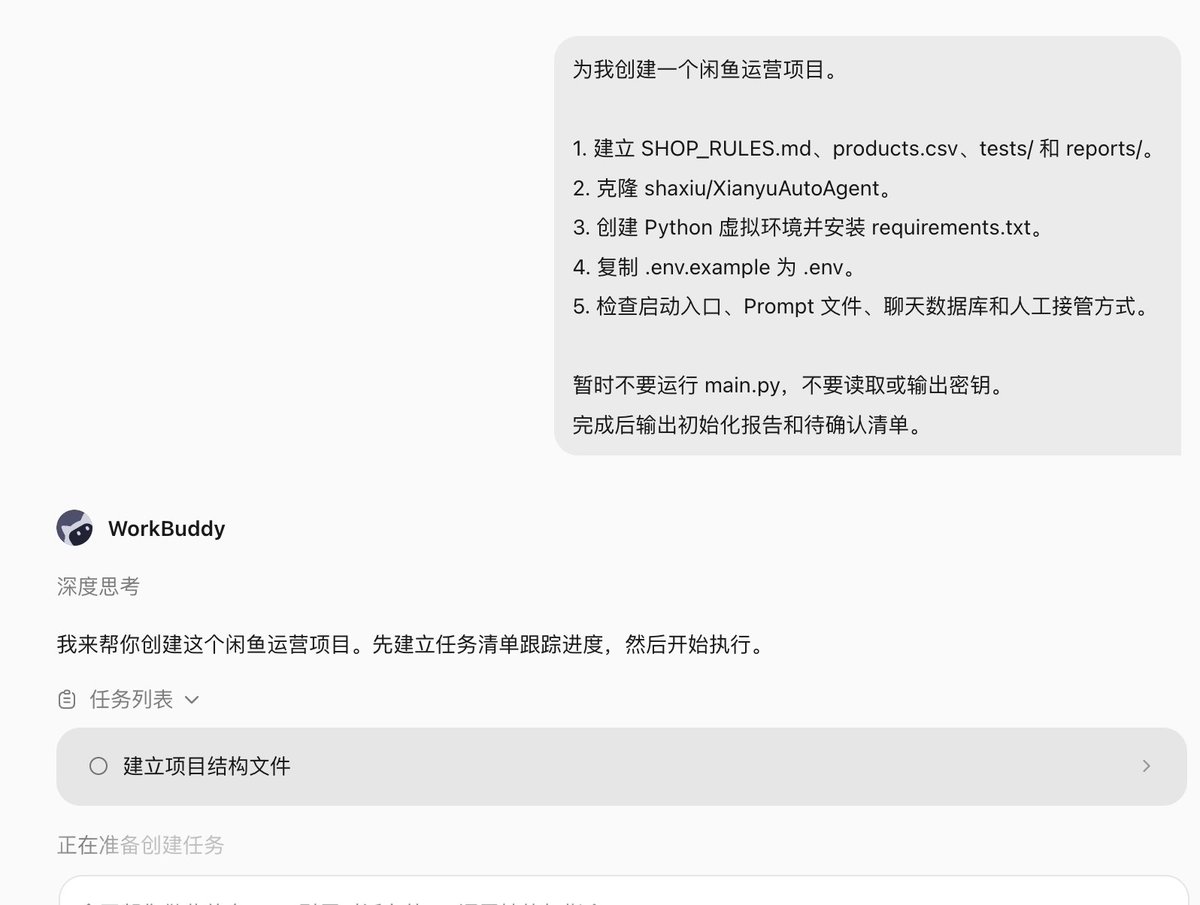 为我创建一个闲鱼运营项目。
1. 建立 SHOP_RULES.md、products.csv、tests/ 和 reports/。
2. 克隆 shaxiu/XianyuAutoAgent。
3. 创建 Python 虚拟环境并安装 requirements.txt。
4. 复制 .env.example 为 .env。
5. 检查启动入口、Prompt 文件、聊天数据库和人工接管方式。
暂时不要运行 main.py，不要读取或输出密钥。
完成后输出初始化报告和待确认清单。
WorkBuddy
深度思考
我来帮你创建这个闲鱼运营项目。先建立任务清单跟踪进度，然后开始执行。
任务列表
建立项目结构文件
正在准备创建任务